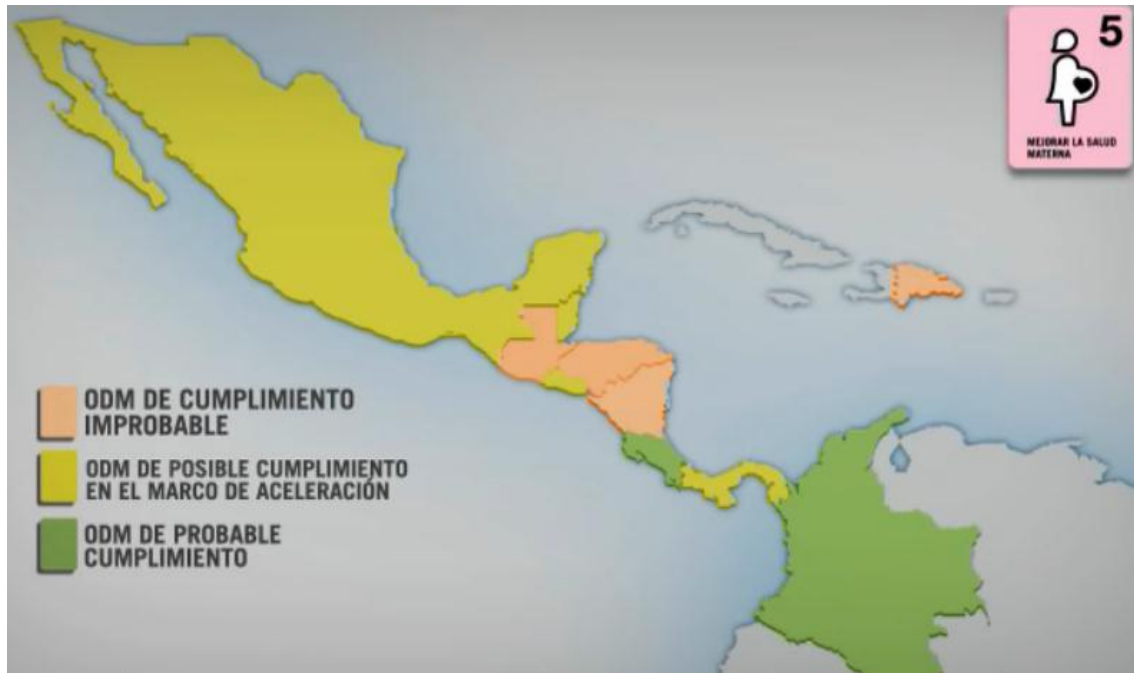 5
MEJORAR LA SALUD
MATERNA
ODM DE CUMPLIMIENTO
IMPROBABLE
ODM DE POSIBLE CUMPLIMIENTO
EN EL MARCO DE ACELERACIÓN
ODM DE PROBABLE
CUMPLIMIENTO